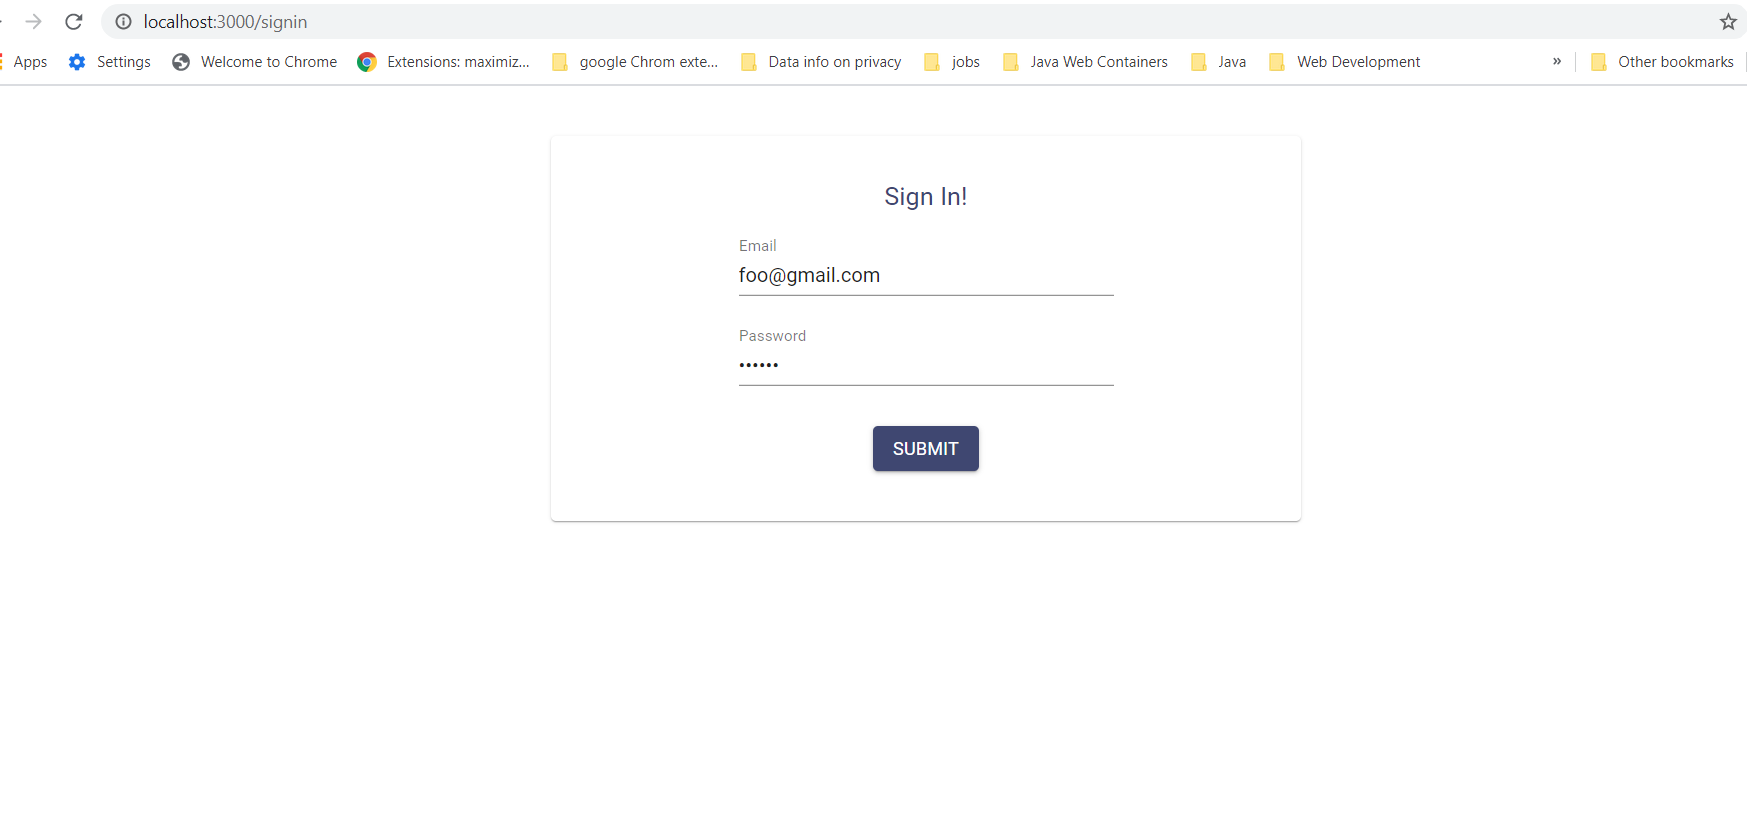 localhost:3000/signin
Apps Settings Welcome to Chrome Extensions: maximiz... google Chrom exte... Data info on privacy jobs Java Web Containers Java Web Development » Other bookmarks
Sign In!
Email
foo@gmail.com
Password
••••••
SUBMIT